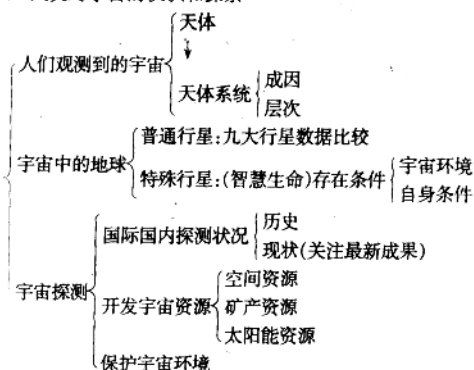 天体
人们观测到的宇宙
天体系统
成因
层次
普通行星:九大行星数据比较
宇宙中的地球
特殊行星:(智慧生命)存在条件
宇宙环境
自身条件
国际国内探测状况
历史
现状(关注最新成果)
宇宙探测
开发宇宙资源
空间资源
矿产资源
太阳能资源
保护宇宙环境